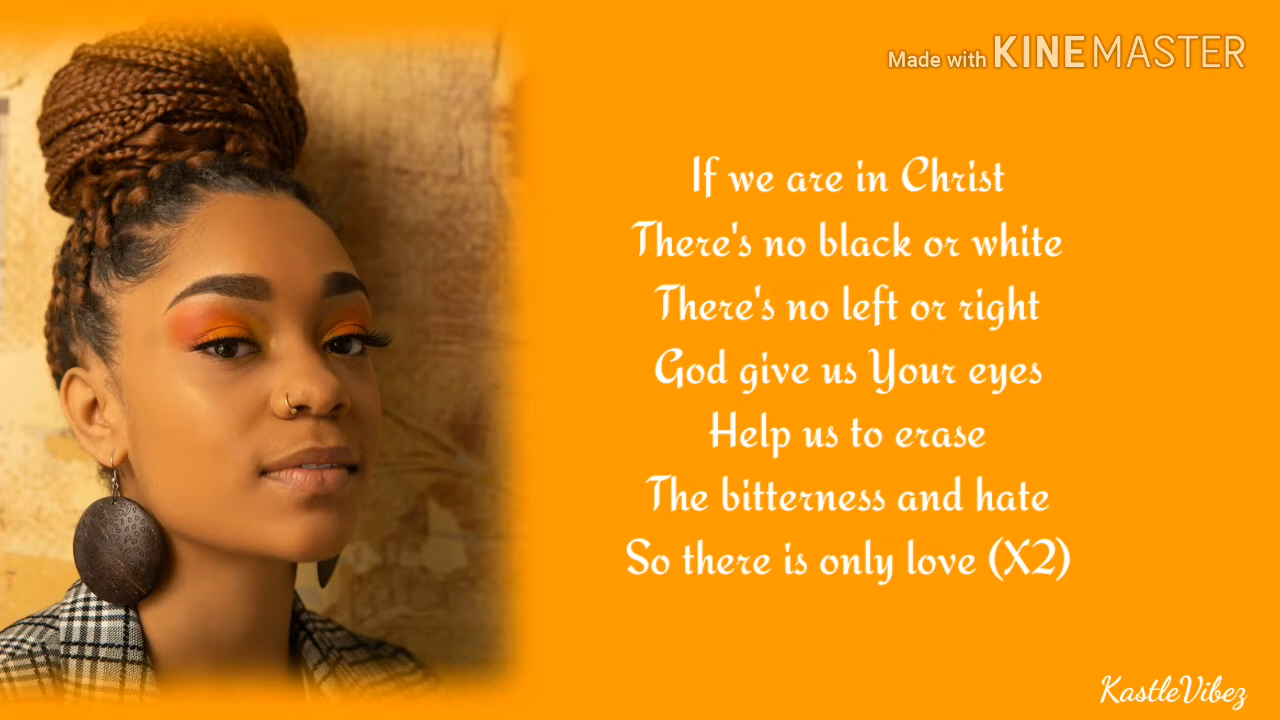 Made with KINEMASTER
If we are in Christ
There's no black or white
There's no left or right
God give us Your eyes
Help us to erase
The bitterness and hate
So there is only love (X2)
KastleVibez